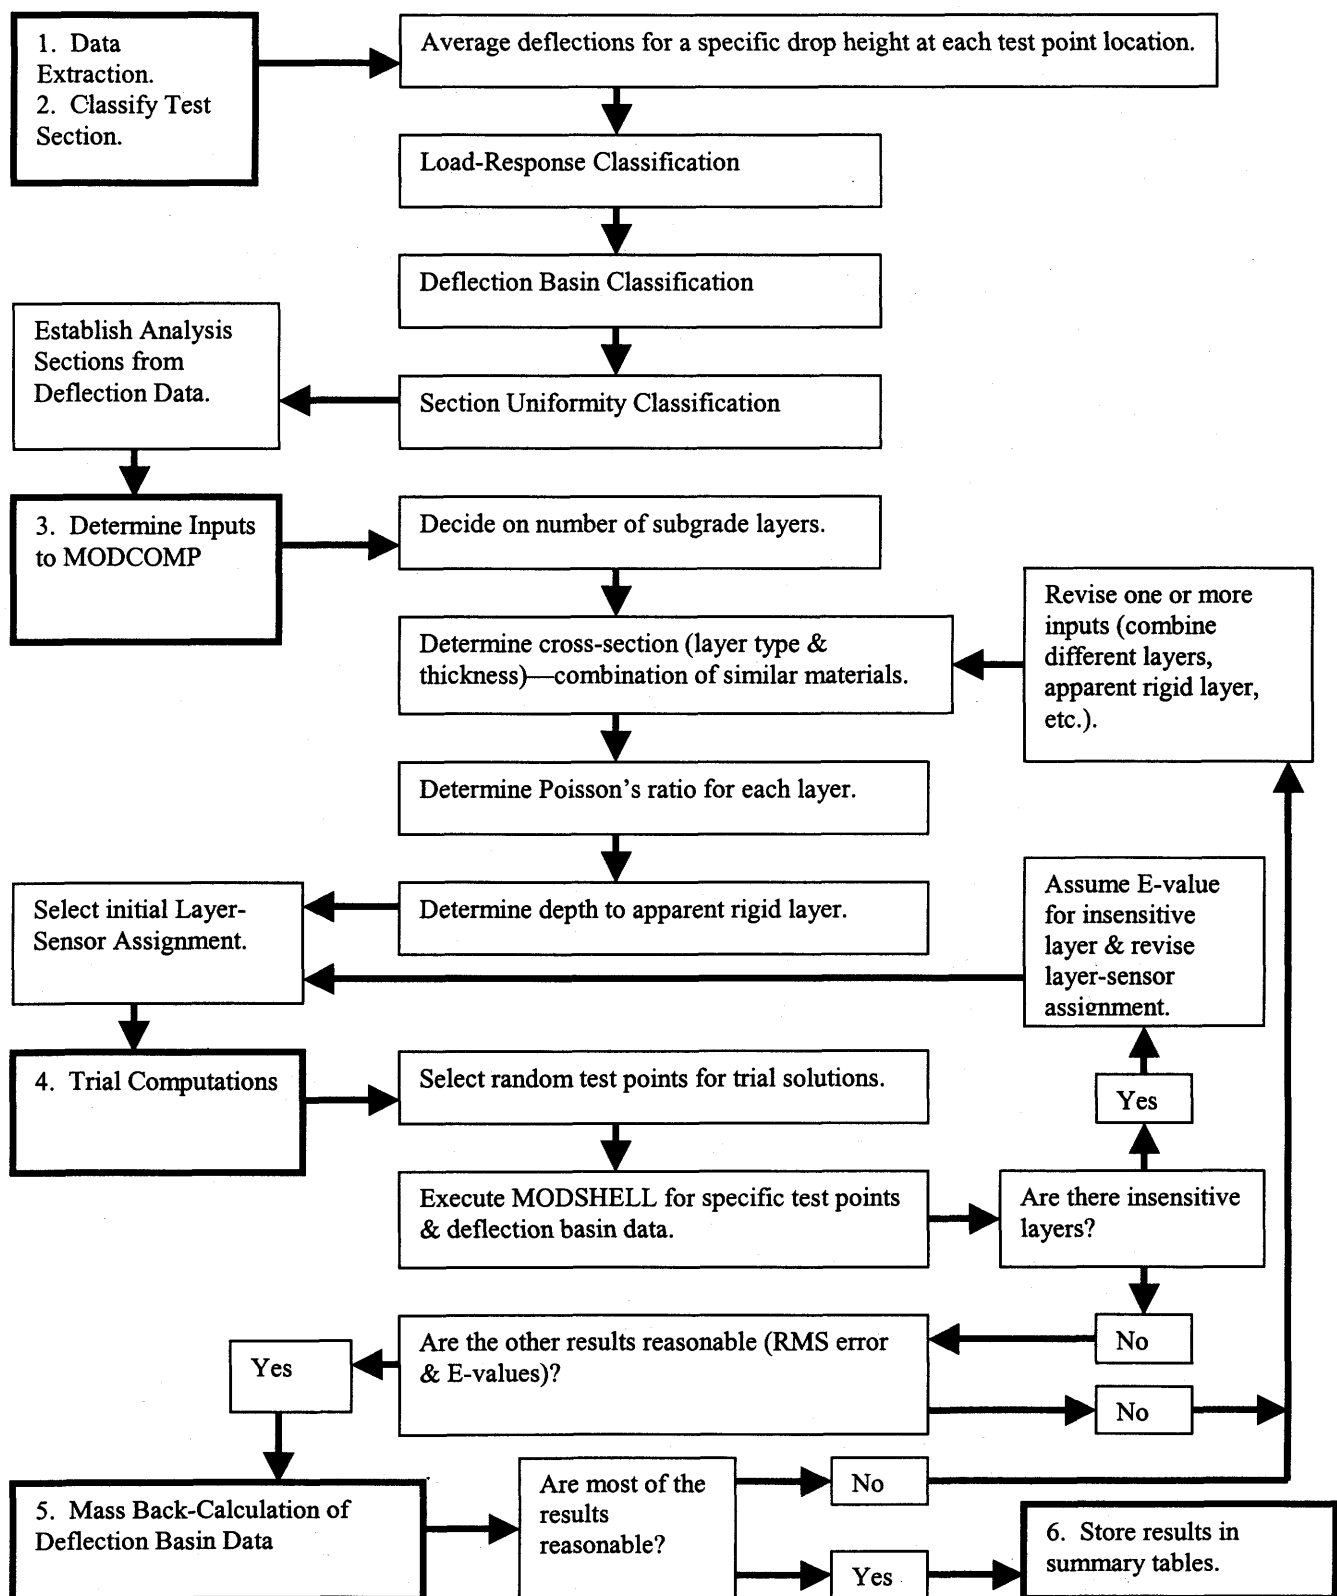 1. Data
Extraction.
2. Classify Test
Section.
Average deflections for a specific drop height at each test point location.
Load-Response Classification
Deflection Basin Classification
Section Uniformity Classification
Establish Analysis
Sections from
Deflection Data.
3. Determine Inputs
to MODCOMP
Decide on number of subgrade layers.
Determine cross-section (layer type &
thickness)—combination of similar materials.
Revise one or more
inputs (combine
different layers,
apparent rigid layer,
etc.).
Determine Poisson's ratio for each layer.
Determine depth to apparent rigid layer.
Select initial Layer-
Sensor Assignment.
Assume E-value
for insensitive
layer & revise
layer-sensor
assignment.
4. Trial Computations
Select random test points for trial solutions.
Yes
Execute MODSHELL for specific test points
& deflection basin data.
Are there insensitive
layers?
No
Are the other results reasonable (RMS error
& E-values)?
Yes
No
5. Mass Back-Calculation of
Deflection Basin Data
Are most of the
results
reasonable?
No
Yes
6. Store results in
summary tables.